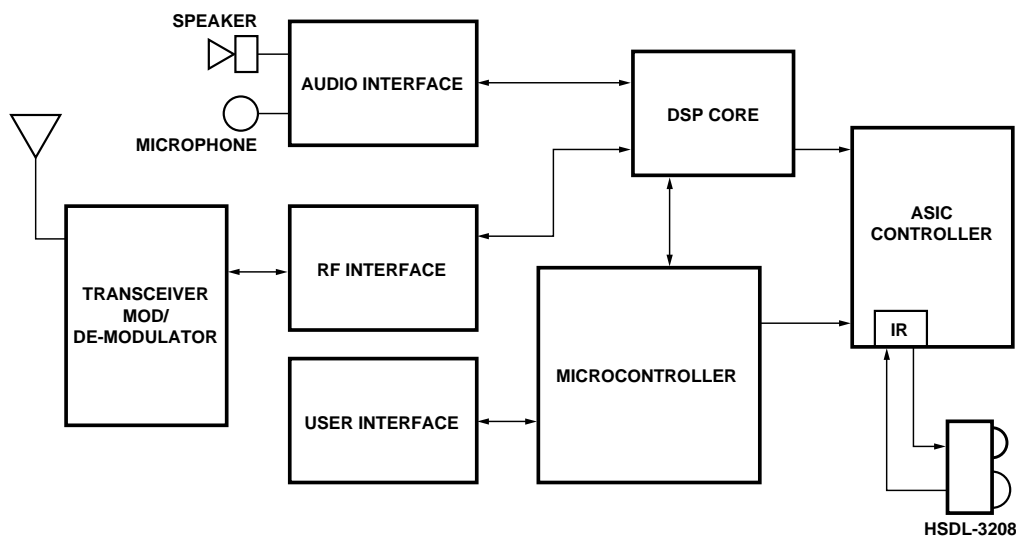 SPEAKER
AUDIO INTERFACE
DSP CORE
MICROPHONE
ASIC
CONTROLLER
RF INTERFACE
TRANSCEIVER
MOD/
DE-MODULATOR
IR
MICROCONTROLLER
USER INTERFACE
HSDL-3208